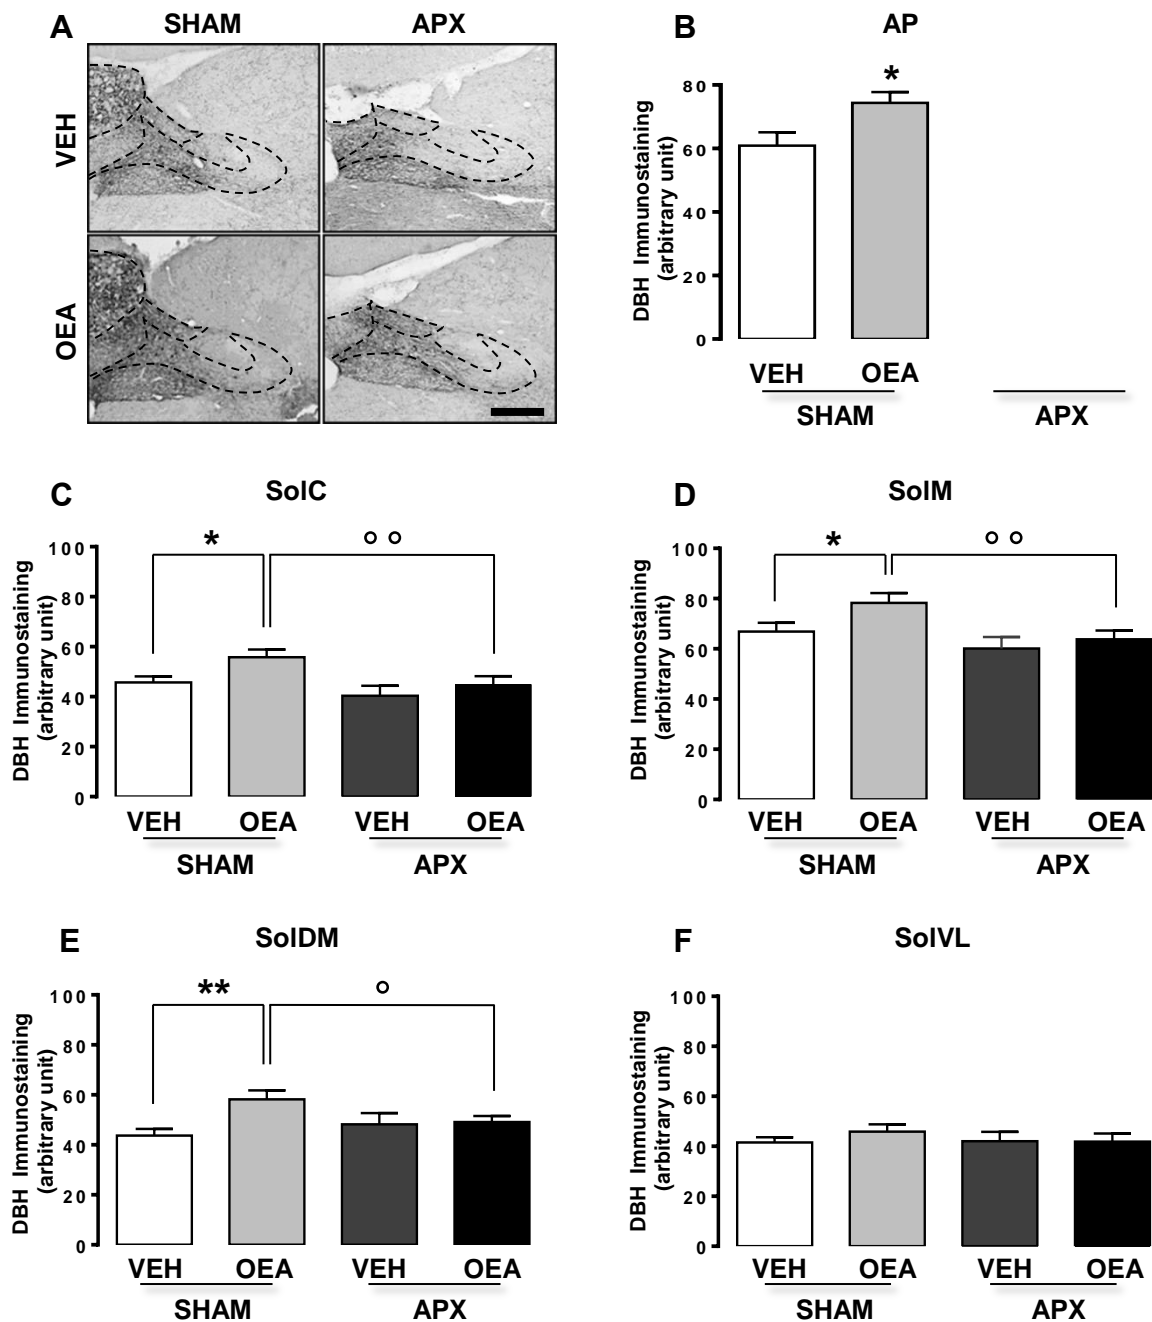 A
SHAM
APX
VEH
OEA
B
AP
DBH Immunostaining
(arbitrary unit)
80
60
40
20
0
*
VEH
OEA
SHAM
APX
C
SolC
DBH Immunostaining
(arbitrary unit)
100
80
60
40
20
0
*
° °
VEH
OEA
VEH
OEA
SHAM
APX
D
SolM
DBH Immunostaining
(arbitrary unit)
100
80
60
40
20
0
*
° °
VEH
OEA
VEH
OEA
SHAM
APX
E
SolDM
DBH Immunostaining
(arbitrary unit)
100
80
60
40
20
0
**
°
VEH
OEA
VEH
OEA
SHAM
APX
F
SolVL
DBH Immunostaining
(arbitrary unit)
100
80
60
40
20
0
VEH
OEA
VEH
OEA
SHAM
APX